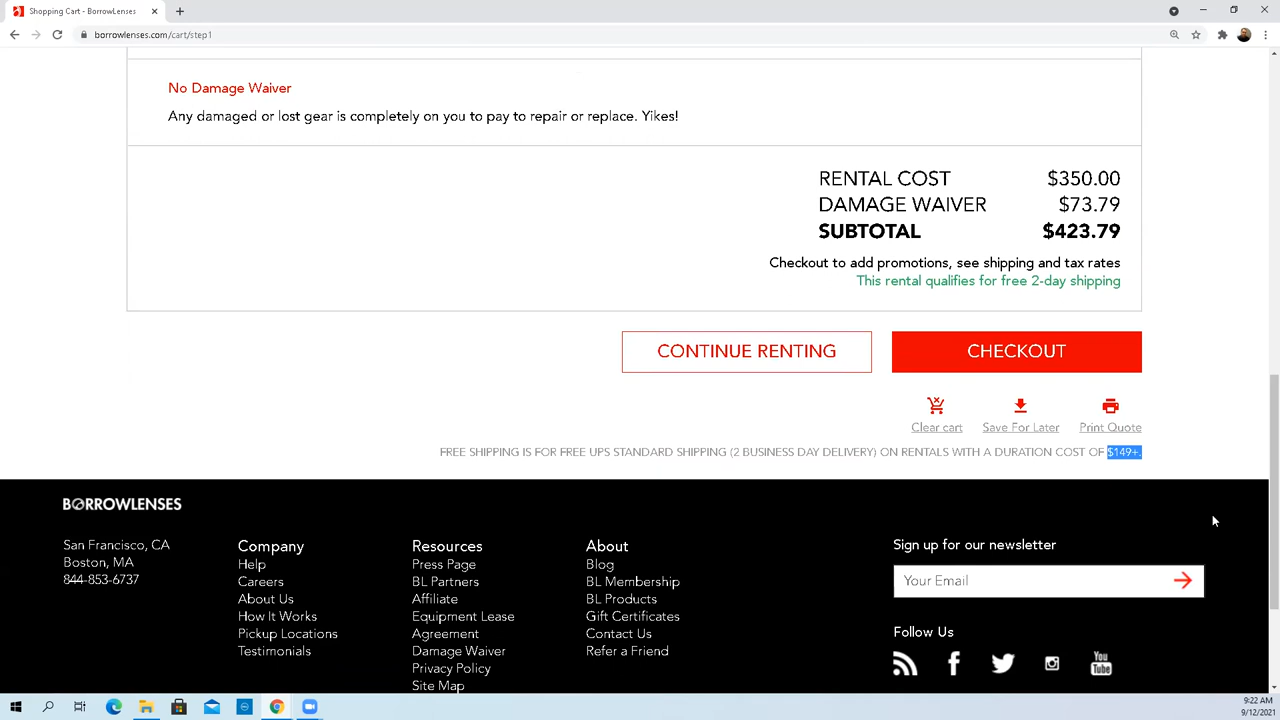 Shopping Cart - BorrowLenses
borrowlenses.com/cart/step1
No Damage Waiver
Any damaged or lost gear is completely on you to pay to repair or replace. Yikes!
RENTAL COST $350.00
DAMAGE WAIVER $73.79
SUBTOTAL $423.79
Checkout to add promotions, see shipping and tax rates
This rental qualifies for free 2-day shipping
CONTINUE RENTING CHECKOUT
Clear cart Save For Later Print Quote
FREE SHIPPING IS FOR FREE UPS STANDARD SHIPPING (2 BUSINESS DAY DELIVERY) ON RENTALS WITH A DURATION COST OF $149+.
BORROWLENSES
San Francisco, CA
Boston, MA
844-853-6737
Company
Help
Careers
About Us
How It Works
Pickup Locations
Testimonials
Resources
Press Page
BL Partners
Affiliate
Equipment Lease
Agreement
Damage Waiver
Privacy Policy
Site Map
About
Blog
BL Membership
BL Products
Gift Certificates
Contact Us
Refer a Friend
Sign up for our newsletter
Your Email
Follow Us
You Tube
9:22 AM
9/12/2021